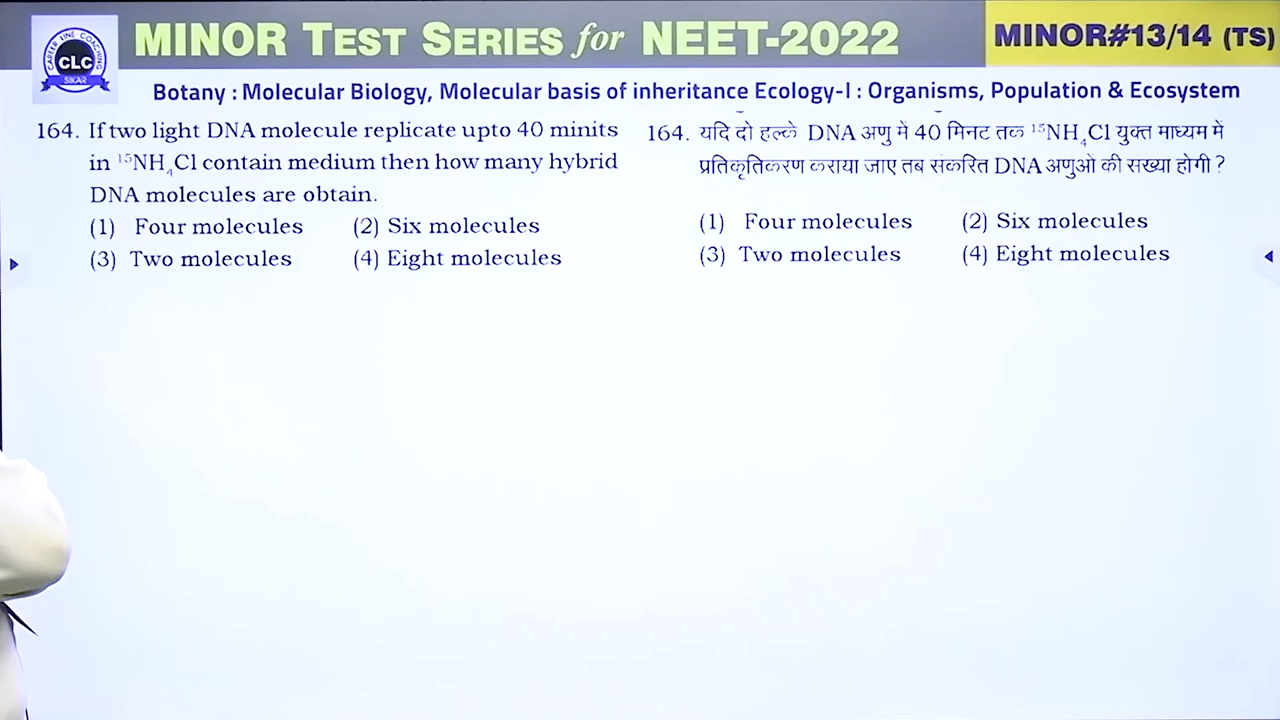 CAREER LINE COACHING
CLC
SIKAR
MINOR TEST SERIES for NEET-2022
MINOR#13/14 (TS)
Botany : Molecular Biology, Molecular basis of inheritance Ecology-I : Organisms, Population & Ecosystem
164. If two light DNA molecule replicate upto 40 minits
in ¹⁵NH₄Cl contain medium then how many hybrid
DNA molecules are obtain.
(1) Four molecules (2) Six molecules
(3) Two molecules (4) Eight molecules
164. यदि दो हल्के DNA अणु में 40 मिनट तक ¹⁵NH₄Cl युक्त माध्यम में
प्रतिकृतिकरण कराया जाए तब संकरित DNA अणुओ की सख्या होगी ?
(1) Four molecules (2) Six molecules
(3) Two molecules (4) Eight molecules